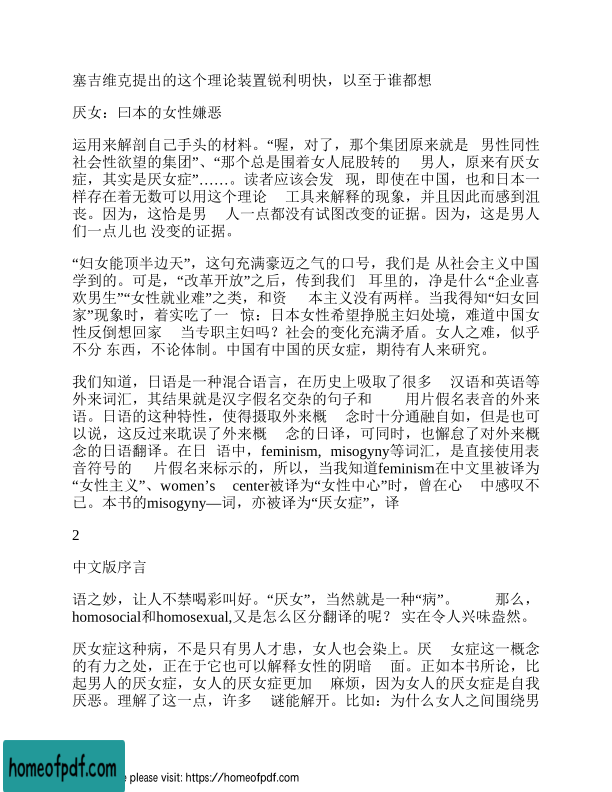 塞吉维克提出的这个理论装置锐利明快，以至于谁都想
厌女：曰本的女性嫌恶
运用来解剖自己手头的材料。“喔，对了，那个集团原来就是 男性同性
社会性欲望的集团”、“那个总是围着女人屁股转的 男人，原来有厌女
症，其实是厌女症”……。读者应该会发 现，即使在中国，也和日本一
样存在着无数可以用这个理论 工具来解释的现象，并且因此而感到沮
丧。因为，这恰是男 人一点都没有试图改变的证据。因为，这是男人
们一点儿也 没变的证据。
“妇女能顶半边天”，这句充满豪迈之气的口号，我们是 从社会主义中国
学到的。可是，“改革开放”之后，传到我们 耳里的，净是什么“企业喜
欢男生”“女性就业难”之类，和资 本主义没有两样。当我得知“妇女回
家”现象时，着实吃了一 惊：日本女性希望挣脱主妇处境，难道中国女
性反倒想回家 当专职主妇吗？社会的变化充满矛盾。女人之难，似乎
不分 东西，不论体制。中国有中国的厌女症，期待有人来研究。
我们知道，日语是一种混合语言，在历史上吸取了很多 汉语和英语等
外来词汇，其结果就是汉字假名交杂的句子和 用片假名表音的外来
语。日语的这种特性，使得摄取外来概 念时十分通融自如，但是也可
以说，这反过来耽误了外来概 念的日译，可同时，也懈怠了对外来概
念的日语翻译。在日 语中，feminism, misogyny等词汇，是直接使用表
音符号的 片假名来标示的，所以，当我知道feminism在中文里被译为
“女性主义”、women’s center被译为“女性中心”时，曾在心 中感叹不
已。本书的misogyny—词，亦被译为“厌女症”，译
2
中文版序言
语之妙，让人不禁喝彩叫好。“厌女”，当然就是一种“病”。 那么，
homosocial和homosexual,又是怎么区分翻译的呢？ 实在令人兴味盎然。
厌女症这种病，不是只有男人才患，女人也会染上。厌 女症这一概念
的有力之处，正在于它也可以解释女性的阴暗 面。正如本书所论，比
起男人的厌女症，女人的厌女症更加 麻烦，因为女人的厌女症是自我
厌恶。理解了这一点，许多 谜能解开。比如：为什么女人之间围绕男
homeofpdf.com
e please visit: https://homeofpdf.com